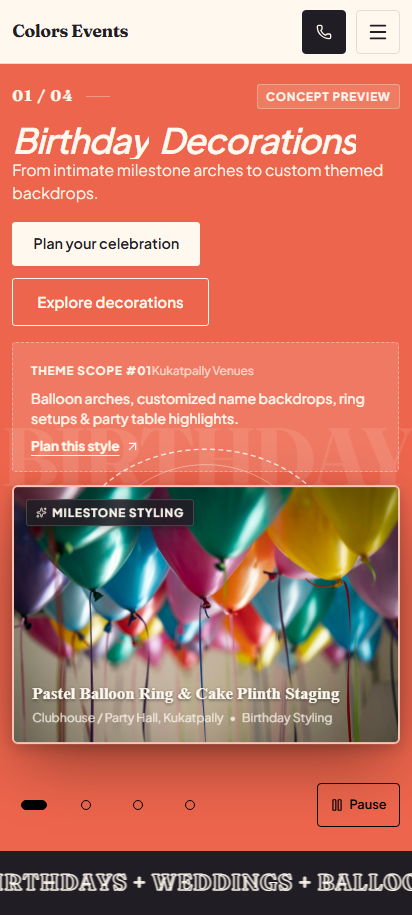 Colors Events
01 / 04
CONCEPT PREVIEW
Birthday Decorations
From intimate milestone arches to custom themed
backdrops.
Plan your celebration
Explore decorations
THEME SCOPE #01 Kukatpally Venues
Balloon arches, customized name backdrops, ring
setups & party table highlights.
Plan this style
BIRTHDAY
MILESTONE STYLING
Pastel Balloon Ring & Cake Plinth Staging
Clubhouse / Party Hall, Kukatpally • Birthday Styling
Pause
IRTHDAYS + WEDDINGS + BALLOO